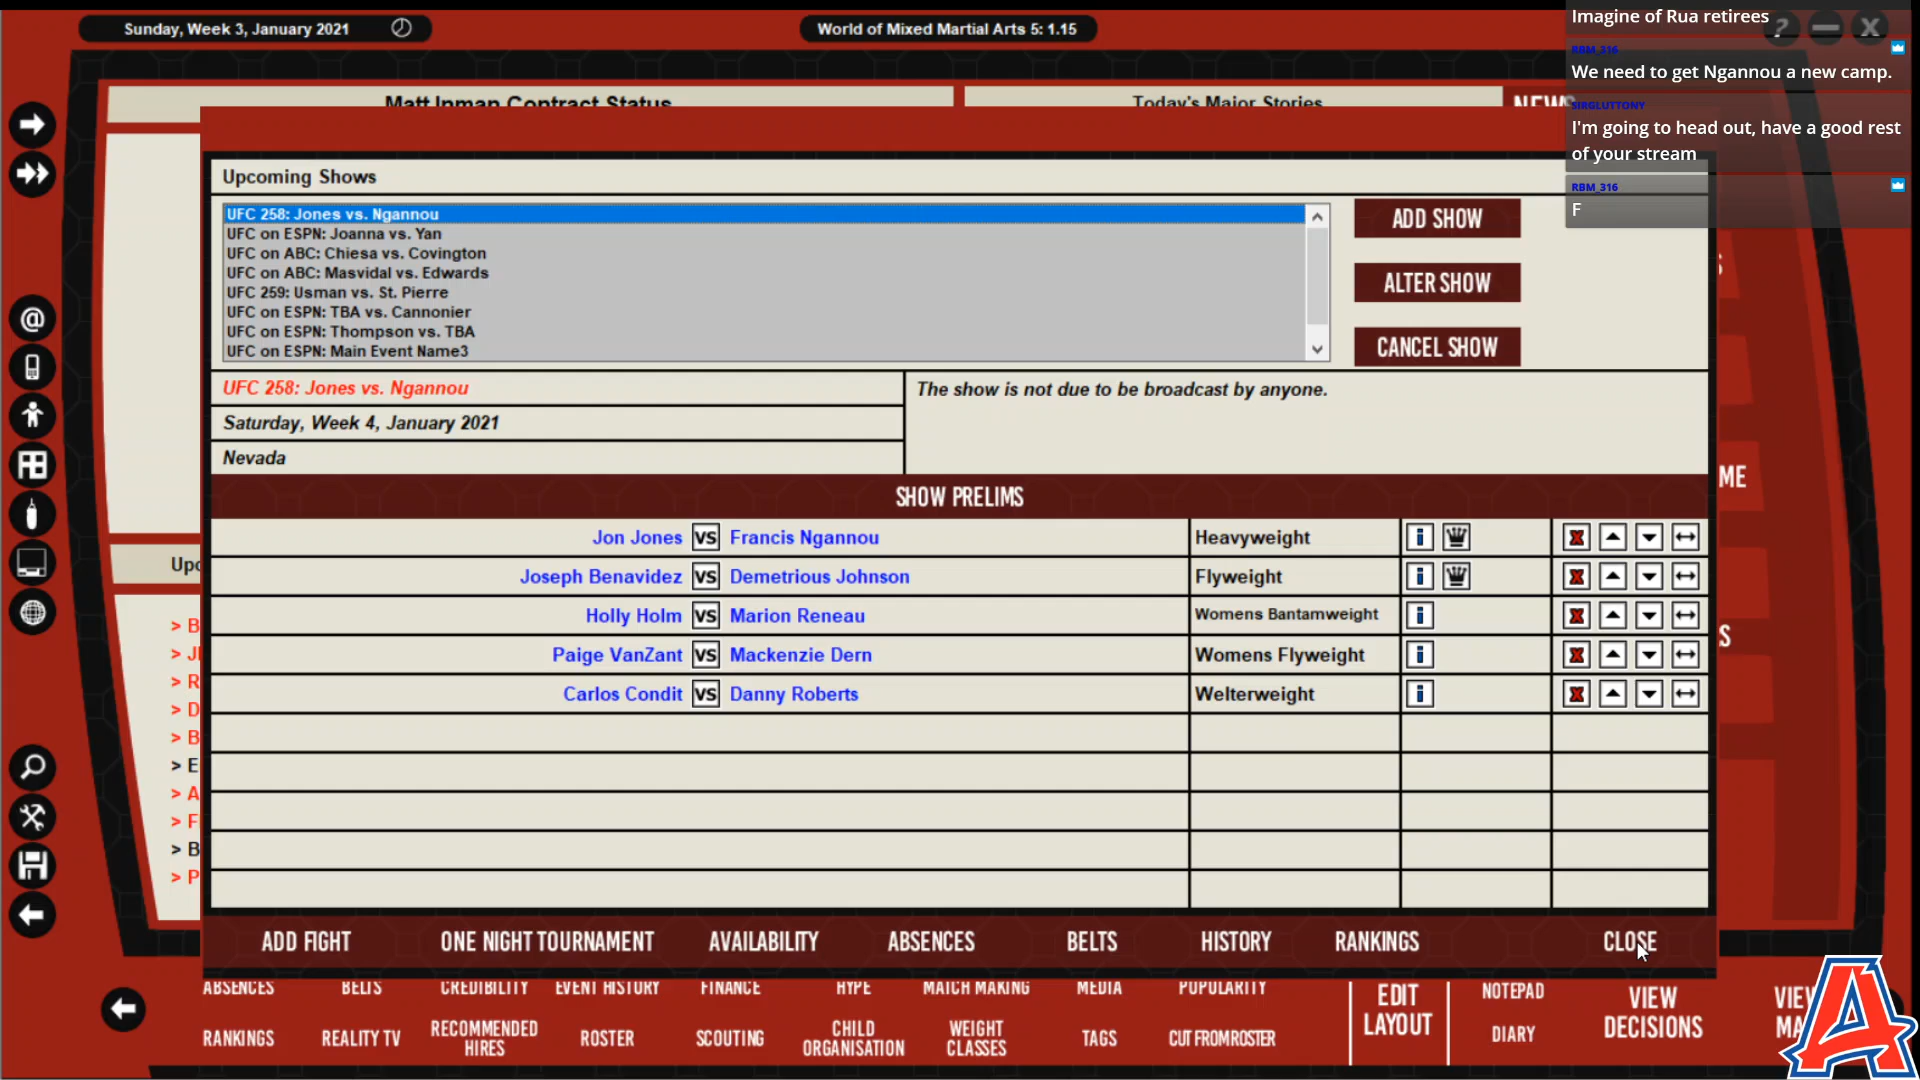 Sunday, Week 3, January 2021
World of Mixed Martial Arts 5: 1.15
? — X
Imagine of Rua retirees
RBM_316
We need to get Ngannou a new camp.
SIRGLUTTONY
I'm going to head out, have a good rest
of your stream
RBM_316
F
Matt Inman Contract Status
Today's Major Stories
NEWS
Upcoming Shows
UFC 258: Jones vs. Ngannou
UFC on ESPN: Joanna vs. Yan
UFC on ABC: Chiesa vs. Covington
UFC on ABC: Masvidal vs. Edwards
UFC 259: Usman vs. St. Pierre
UFC on ESPN: TBA vs. Cannonier
UFC on ESPN: Thompson vs. TBA
UFC on ESPN: Main Event Name3
ADD SHOW
ALTER SHOW
CANCEL SHOW
UFC 258: Jones vs. Ngannou
The show is not due to be broadcast by anyone.
Saturday, Week 4, January 2021
Nevada
SHOW PRELIMS
Jon Jones VS Francis Ngannou Heavyweight i X
Joseph Benavidez VS Demetrious Johnson Flyweight i X
Holly Holm VS Marion Reneau Womens Bantamweight i X
Paige VanZant VS Mackenzie Dern Womens Flyweight i X
Carlos Condit VS Danny Roberts Welterweight i X
Upc
> B
> J
> R
> D
> B
> E
> A
> F
> B
> P
ME
S
ADD FIGHT ONE NIGHT TOURNAMENT AVAILABILITY ABSENCES BELTS HISTORY RANKINGS CLOSE
ABSENCES BELTS CREDIBILITY EVENT HISTORY FINANCE HYPE MATCH MAKING MEDIA POPULARITY
RANKINGS REALITY TV RECOMMENDED HIRES ROSTER SCOUTING CHILD ORGANISATION WEIGHT CLASSES TAGS CUT FROM ROSTER
EDIT LAYOUT
NOTEPAD
DIARY
VIEW DECISIONS
VIEW
MA
A